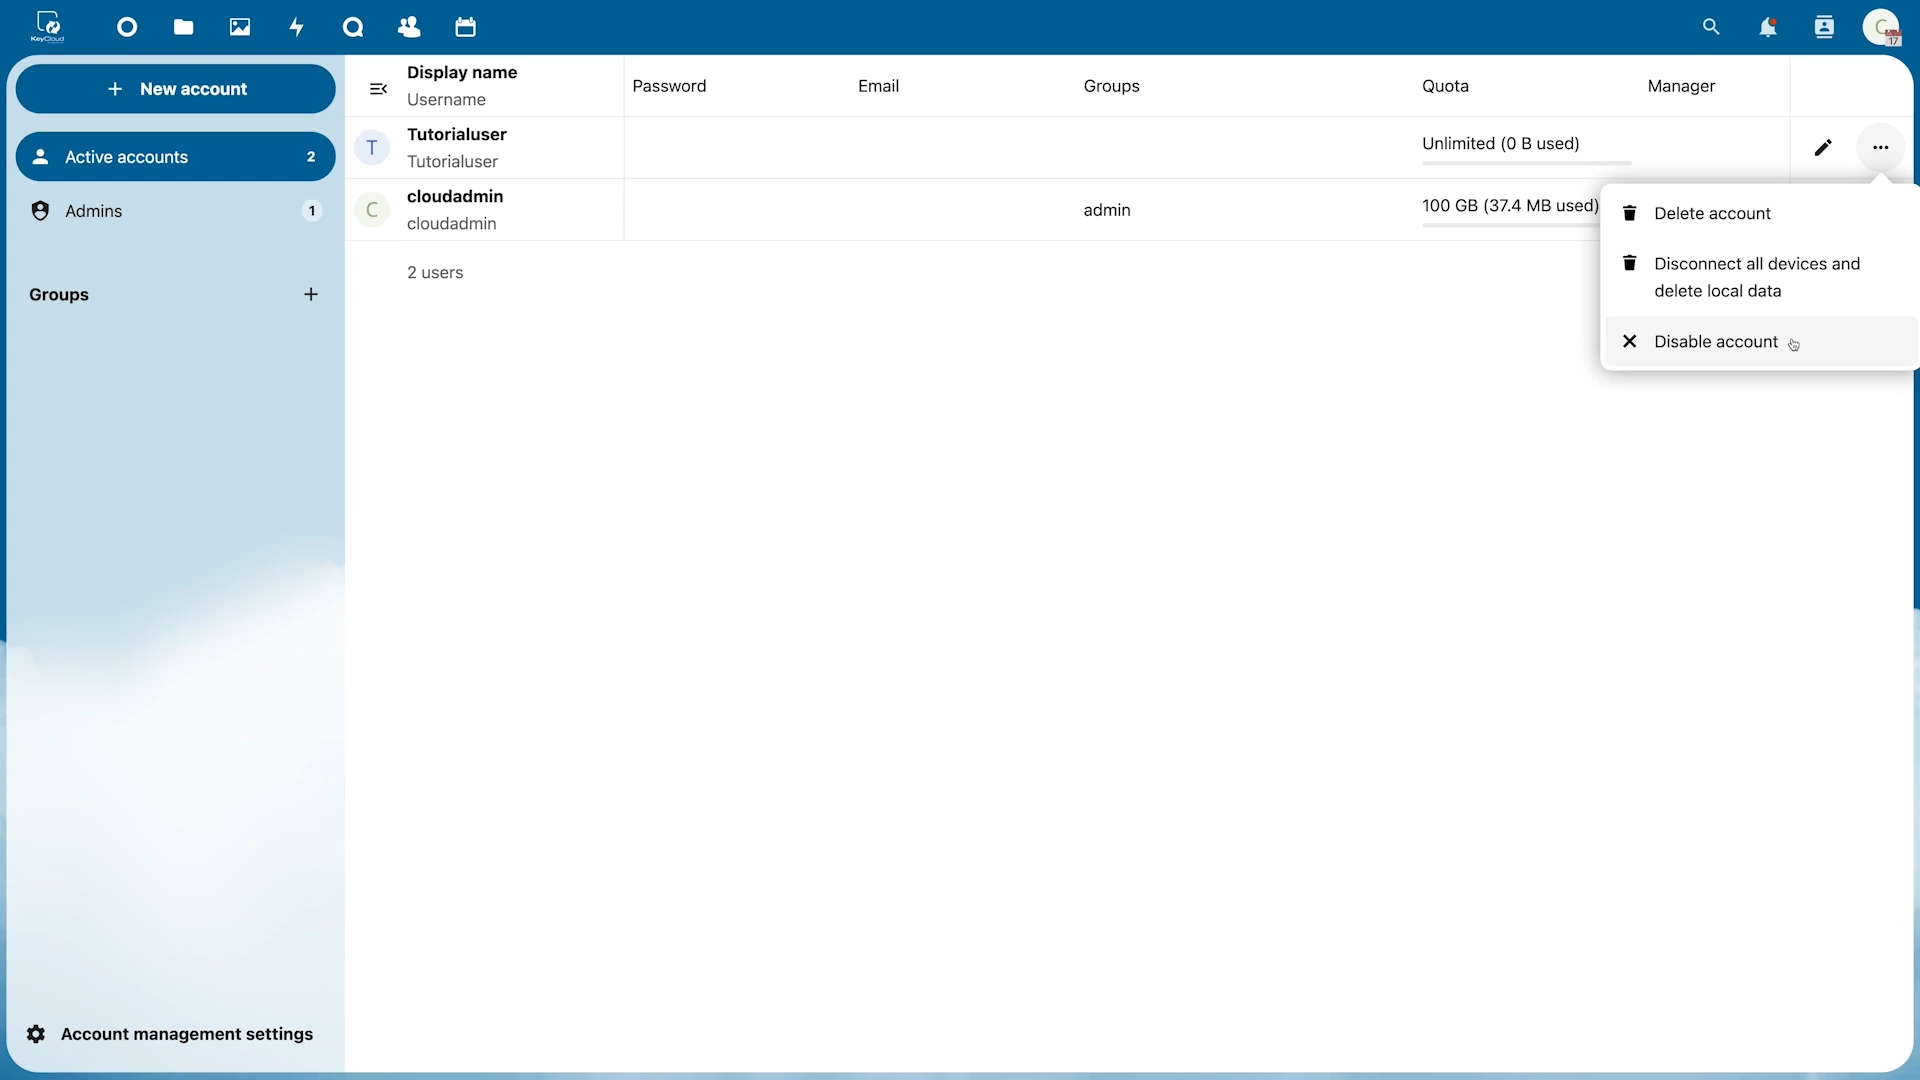 KeyCloud
C
17
New account
Active accounts 2
Admins 1
Groups
Account management settings
Display name
Username
Password
Email
Groups
Quota
Manager
T
Tutorialuser
Tutorialuser
Unlimited (0 B used)
C
cloudadmin
cloudadmin
admin
100 GB (37.4 MB used)
2 users
Delete account
Disconnect all devices and
delete local data
Disable account